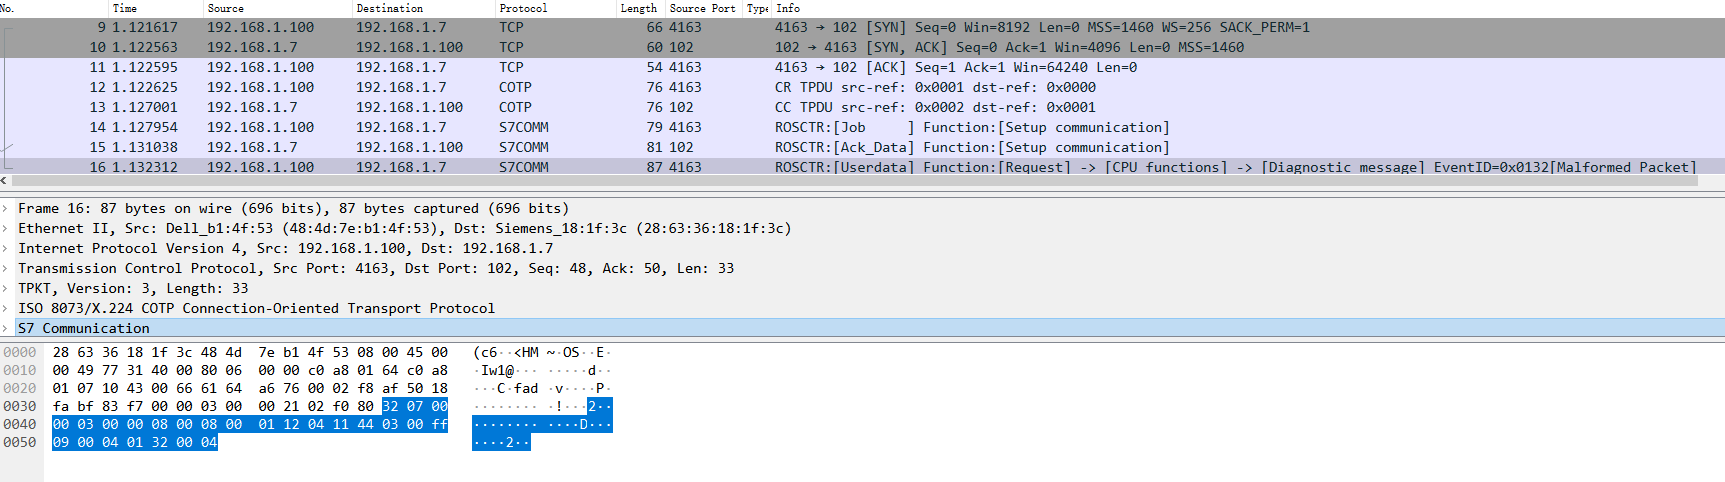 No. Time Source Destination Protocol Length Source Port Type Info
9 1.121617 192.168.1.100 192.168.1.7 TCP 66 4163 4163 → 102 [SYN] Seq=0 Win=8192 Len=0 MSS=1460 WS=256 SACK_PERM=1
10 1.122563 192.168.1.7 192.168.1.100 TCP 60 102 102 → 4163 [SYN, ACK] Seq=0 Ack=1 Win=4096 Len=0 MSS=1460
11 1.122595 192.168.1.100 192.168.1.7 TCP 54 4163 4163 → 102 [ACK] Seq=1 Ack=1 Win=64240 Len=0
12 1.122625 192.168.1.100 192.168.1.7 COTP 76 4163 CR TPDU src-ref: 0x0001 dst-ref: 0x0000
13 1.127001 192.168.1.7 192.168.1.100 COTP 76 102 CC TPDU src-ref: 0x0002 dst-ref: 0x0001
14 1.127954 192.168.1.100 192.168.1.7 S7COMM 79 4163 ROSCTR:[Job     ] Function:[Setup communication]
15 1.131038 192.168.1.7 192.168.1.100 S7COMM 81 102 ROSCTR:[Ack_Data] Function:[Setup communication]
16 1.132312 192.168.1.100 192.168.1.7 S7COMM 87 4163 ROSCTR:[Userdata] Function:[Request] -> [CPU functions] -> [Diagnostic message] EventID=0x0132[Malformed Packet]
Frame 16: 87 bytes on wire (696 bits), 87 bytes captured (696 bits)
Ethernet II, Src: Dell_b1:4f:53 (48:4d:7e:b1:4f:53), Dst: Siemens_18:1f:3c (28:63:36:18:1f:3c)
Internet Protocol Version 4, Src: 192.168.1.100, Dst: 192.168.1.7
Transmission Control Protocol, Src Port: 4163, Dst Port: 102, Seq: 48, Ack: 50, Len: 33
TPKT, Version: 3, Length: 33
ISO 8073/X.224 COTP Connection-Oriented Transport Protocol
S7 Communication
0000 28 63 36 18 1f 3c 48 4d 7e b1 4f 53 08 00 45 00 (c6··<HM ~·OS··E·
0010 00 49 77 31 40 00 80 06 00 00 c0 a8 01 64 c0 a8 ·Iw1@··· ·····d··
0020 01 07 10 43 00 66 61 64 a6 76 00 02 f8 af 50 18 ···C·fad ·v····P·
0030 fa bf 83 f7 00 00 03 00 00 21 02 f0 80 32 07 00 ········ ·!···2··
0040 00 03 00 00 08 00 08 00 01 12 04 11 44 03 00 ff ········ ····D···
0050 09 00 04 01 32 00 04 ····2··